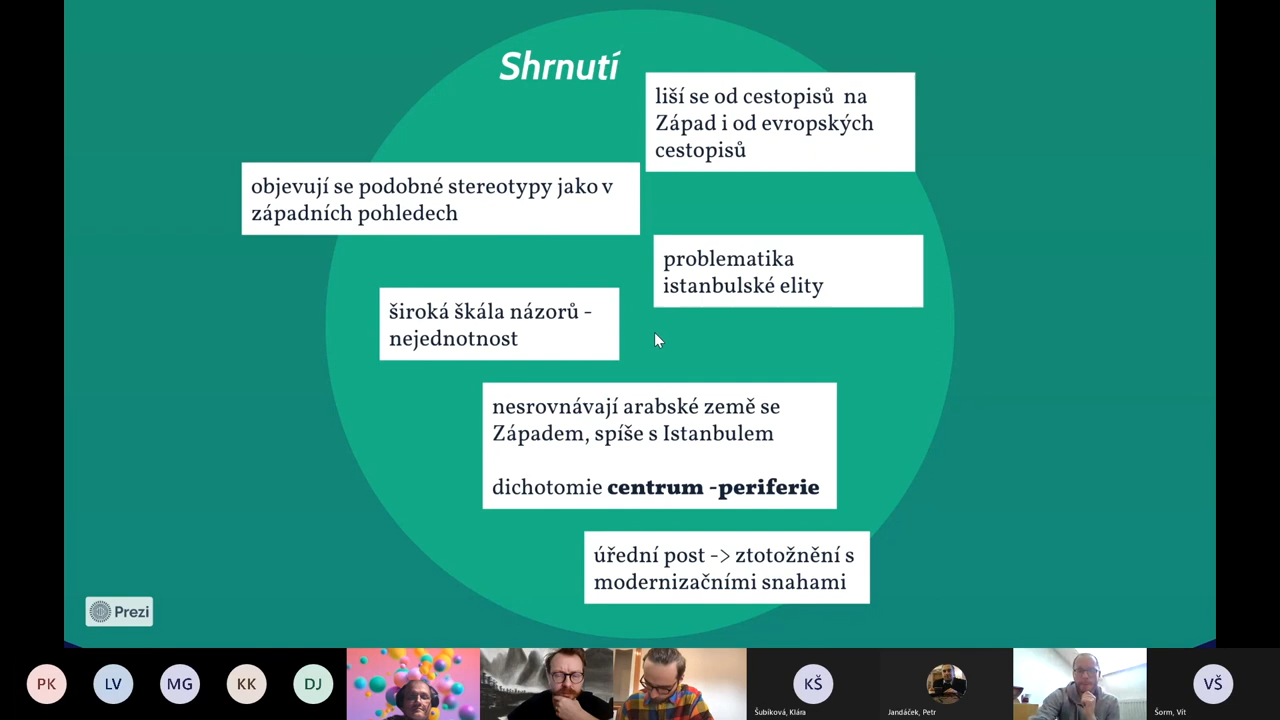 Shrnutí
liší se od cestopisů na
Západ i od evropských
cestopisů
objevují se podobné stereotypy jako v
západních pohledech
problematika
istanbulské elity
široká škála názorů -
nejednotnost
nesrovnávají arabské země se
Západem, spíše s Istanbulem
dichotomie centrum -periferie
úřední post -> ztotožnění s
modernizačními snahami
Prezi
PK
LV
MG
KK
DJ
KŠ
Šubíková, Klára
Jandáček, Petr
VŠ
Šorm, Vít